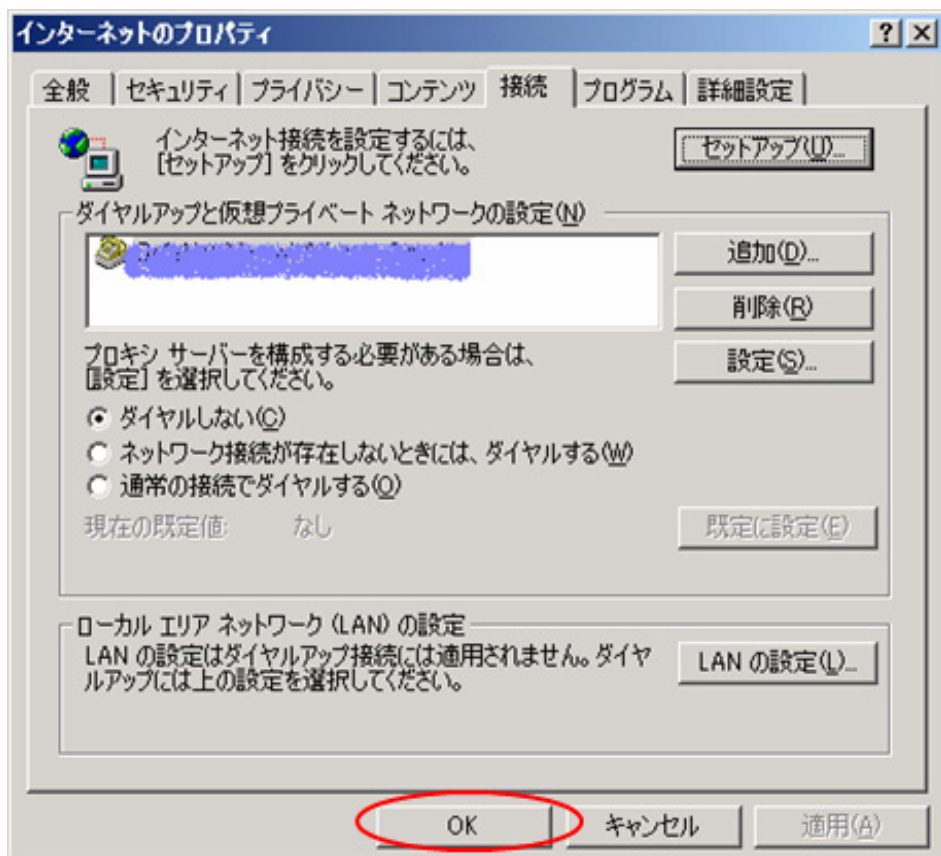 インターネットのプロパティ
全般
セキュリティ
プライバシー
コンテンツ
接続
プログラム
詳細設定
インターネット接続を設定するには、
[セットアップ] をクリックしてください。
セットアップ(U)...
ダイヤルアップと仮想プライベート ネットワークの設定(N)
追加(D)...
削除(R)
プロキシ サーバーを構成する必要がある場合は、
[設定] を選択してください。
設定(S)...
ダイヤルしない(C)
ネットワーク接続が存在しないときには、ダイヤルする(W)
通常の接続でダイヤルする(O)
現在の既定値: なし
既定に設定(E)
ローカル エリア ネットワーク (LAN) の設定
LAN の設定はダイヤルアップ接続には適用されません。ダイヤ
ルアップには上の設定を選択してください。
LAN の設定(L)...
OK
キャンセル
適用(A)